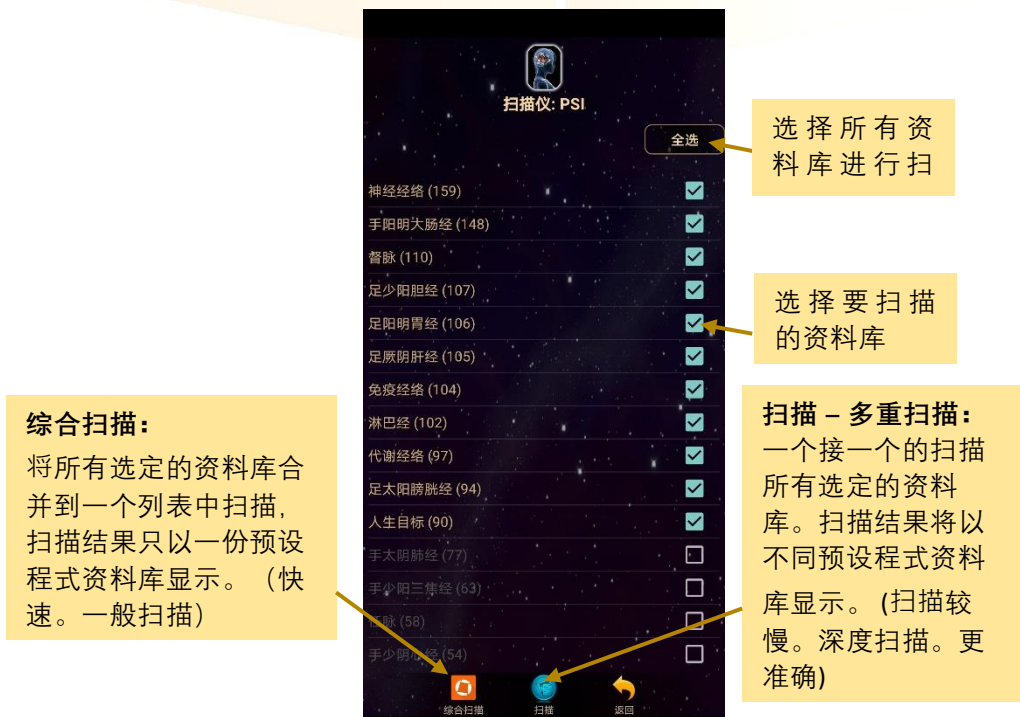 扫描仪: PSI
全选
选择所有资
料库进行扫
神经经络 (159)
手阳明大肠经 (148)
督脉 (110)
足少阳胆经 (107)
足阳明胃经 (106)
足厥阴肝经 (105)
免疫经络 (104)
淋巴经 (102)
代谢经络 (97)
足太阳膀胱经 (94)
人生目标 (90)
手太阴肺经 (77)
手少阳三焦经 (63)
任脉 (58)
手少阴心经 (54)
综合扫描
扫描
返回
选择要扫描
的资料库
综合扫描:
将所有选定的资料库合
并到一个列表中扫描,
扫描结果只以一份预设
程式资料库显示。（快
速。一般扫描）
扫描 – 多重扫描:
一个接一个的扫描
所有选定的资料
库。扫描结果将以
不同预设程式资料
库显示。(扫描较
慢。深度扫描。更
准确)